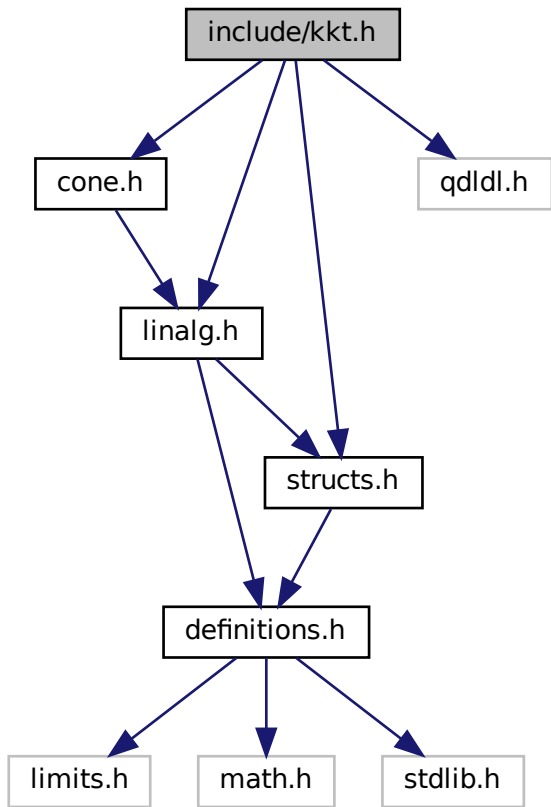 include/kkt.h
cone.h
qdldl.h
linalg.h
structs.h
definitions.h
limits.h
math.h
stdlib.h